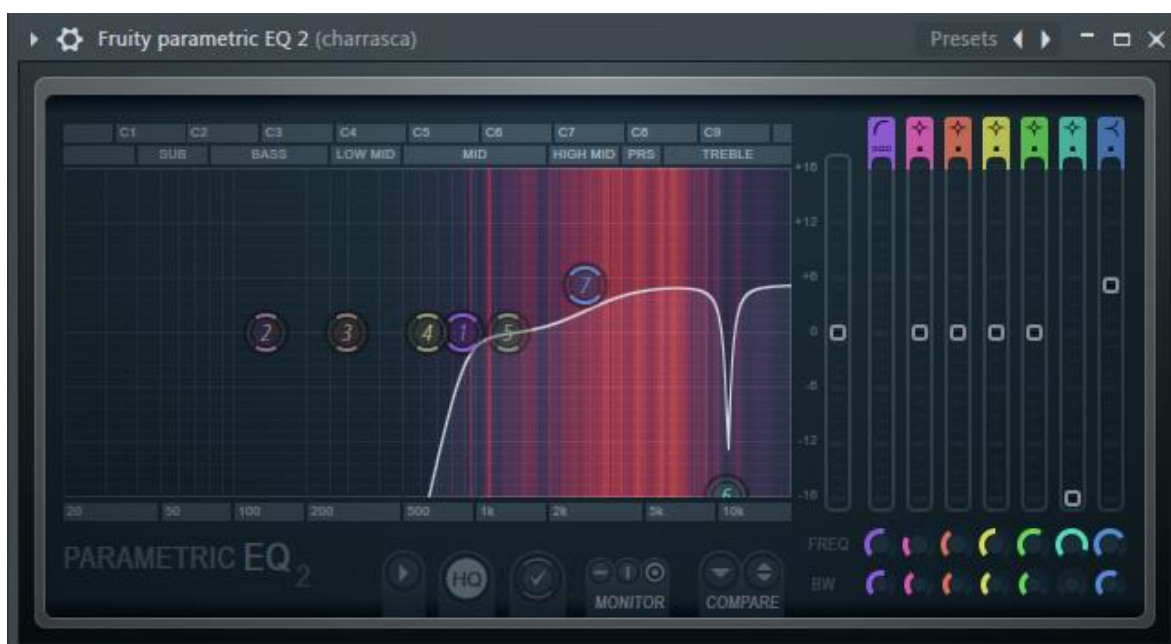 Fruity parametric EQ 2 (charrasca) Presets
C1 C2 C3 C4 C5 C6 C7 C8 C9
SUB BASS LOW MID MID HIGH MID PRS TREBLE
+18
+12
+6
7
2 3 4 1 5 0
-6
-12
6
-18
20 50 100 200 500 1k 2k 5k 10k
PARAMETRIC EQ 2
HQ
FREQ
BW
MONITOR COMPARE